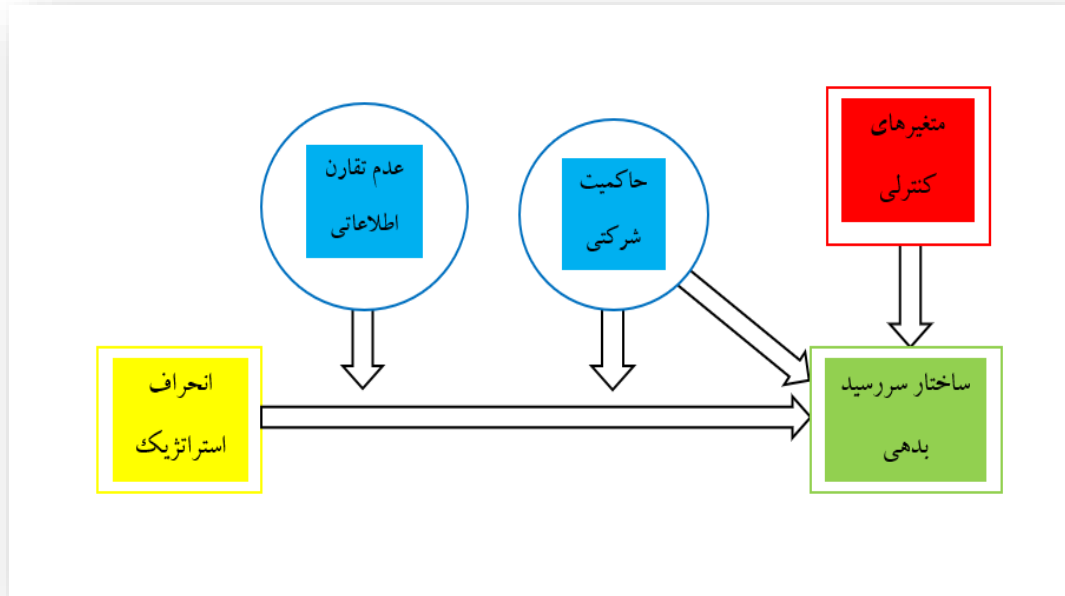 متغیرهای
کنترلی
عدم تقارن
اطلاعاتی
حاکمیت
شرکتی
انحراف
استراتژیک
ساختار سررسید
بدهی